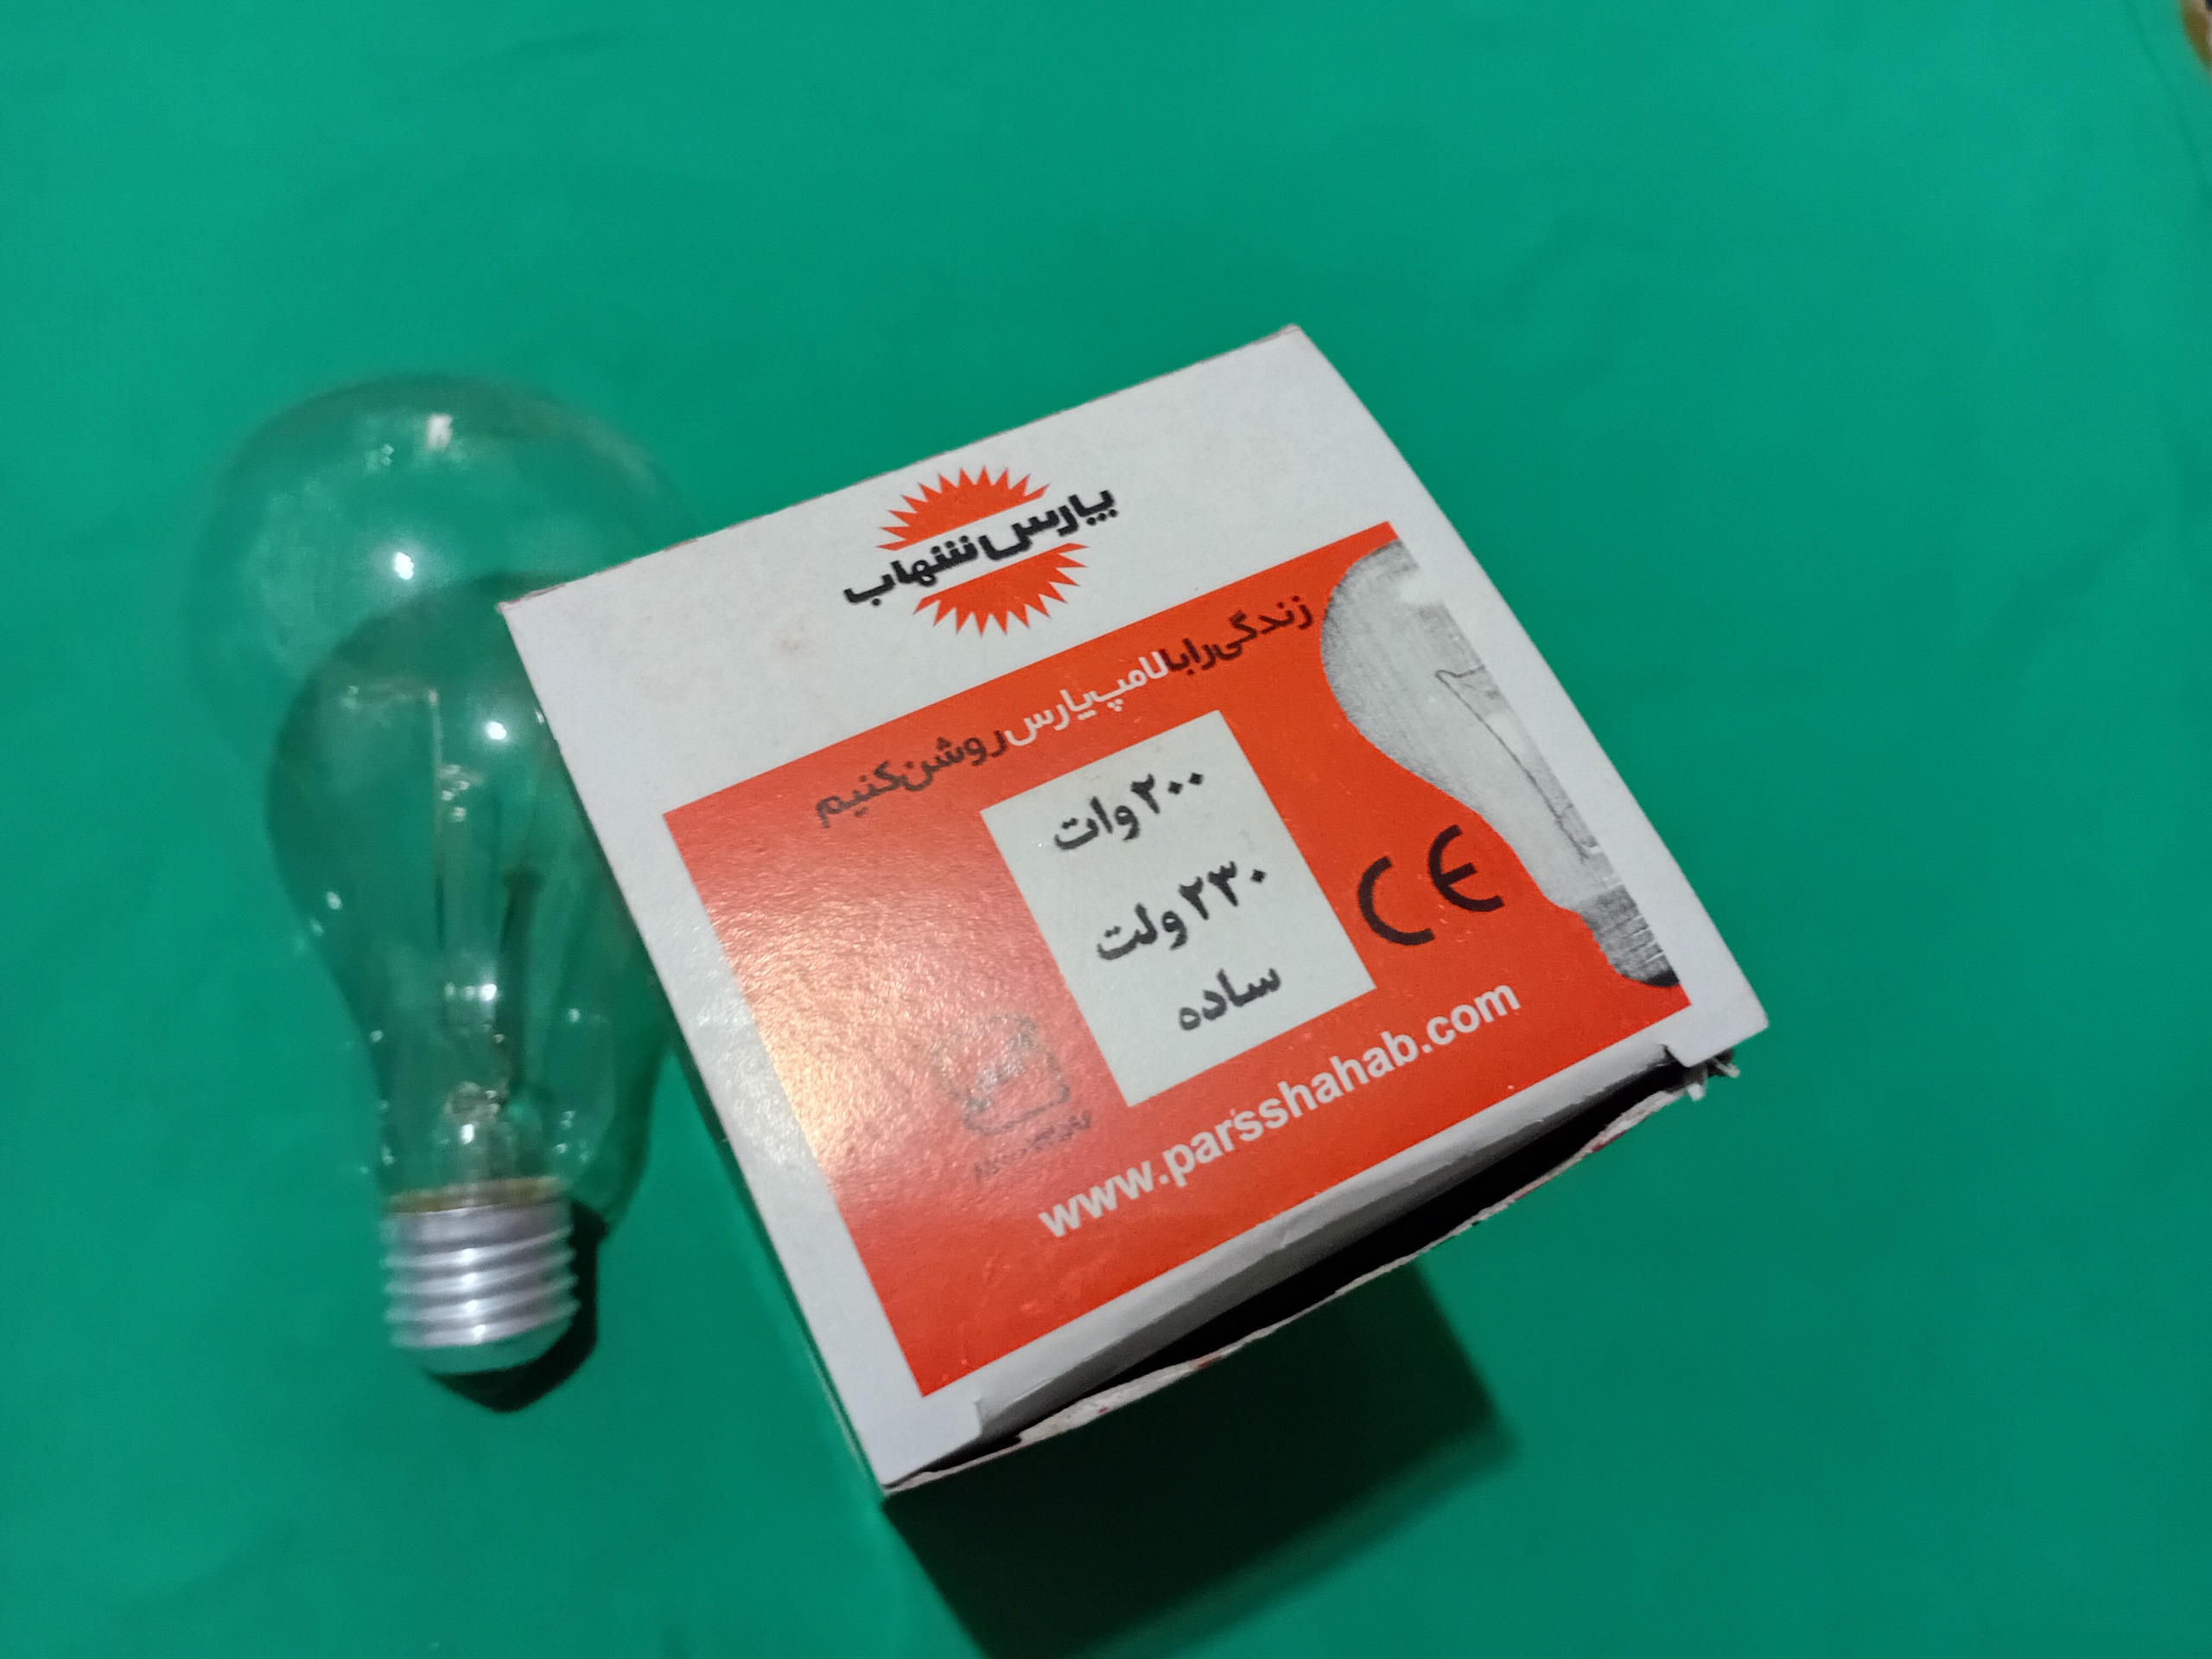 پارس شهاب
زندگی را با لامپ پارس روشن کنیم
۲۰۰ وات
۲۳۰ ولت
ساده
CE
www.parsshahab.com